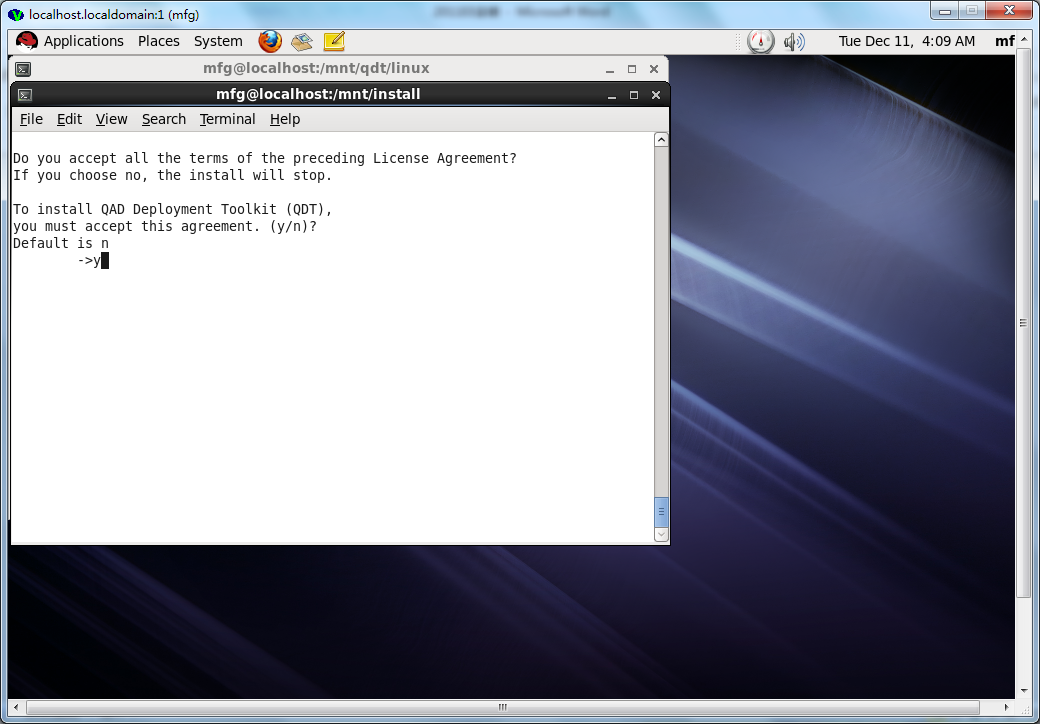 localhost.localdomain:1 (mfg)
Microsoft Word
Applications Places System
Tue Dec 11, 4:09 AM mf
mfg@localhost:/mnt/qdt/linux
mfg@localhost:/mnt/install
File Edit View Search Terminal Help
Do you accept all the terms of the preceding License Agreement?
If you choose no, the install will stop.
To install QAD Deployment Toolkit (QDT),
you must accept this agreement. (y/n)?
Default is n
->y